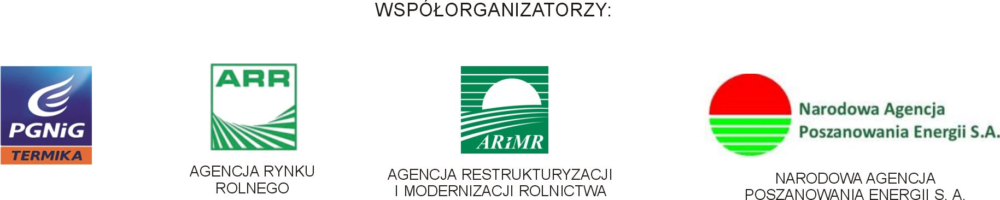 WSPÓŁORGANIZATORZY:
PGNiG
TERMIKA
ARR
AGENCJA RYNKU
ROLNEGO
ARiMR
AGENCJA RESTRUKTURYZACJI
I MODERNIZACJI ROLNICTWA
Narodowa Agencja
Poszanowania Energii S.A.
NARODOWA AGENCJA
POSZANOWANIA ENERGII S. A.